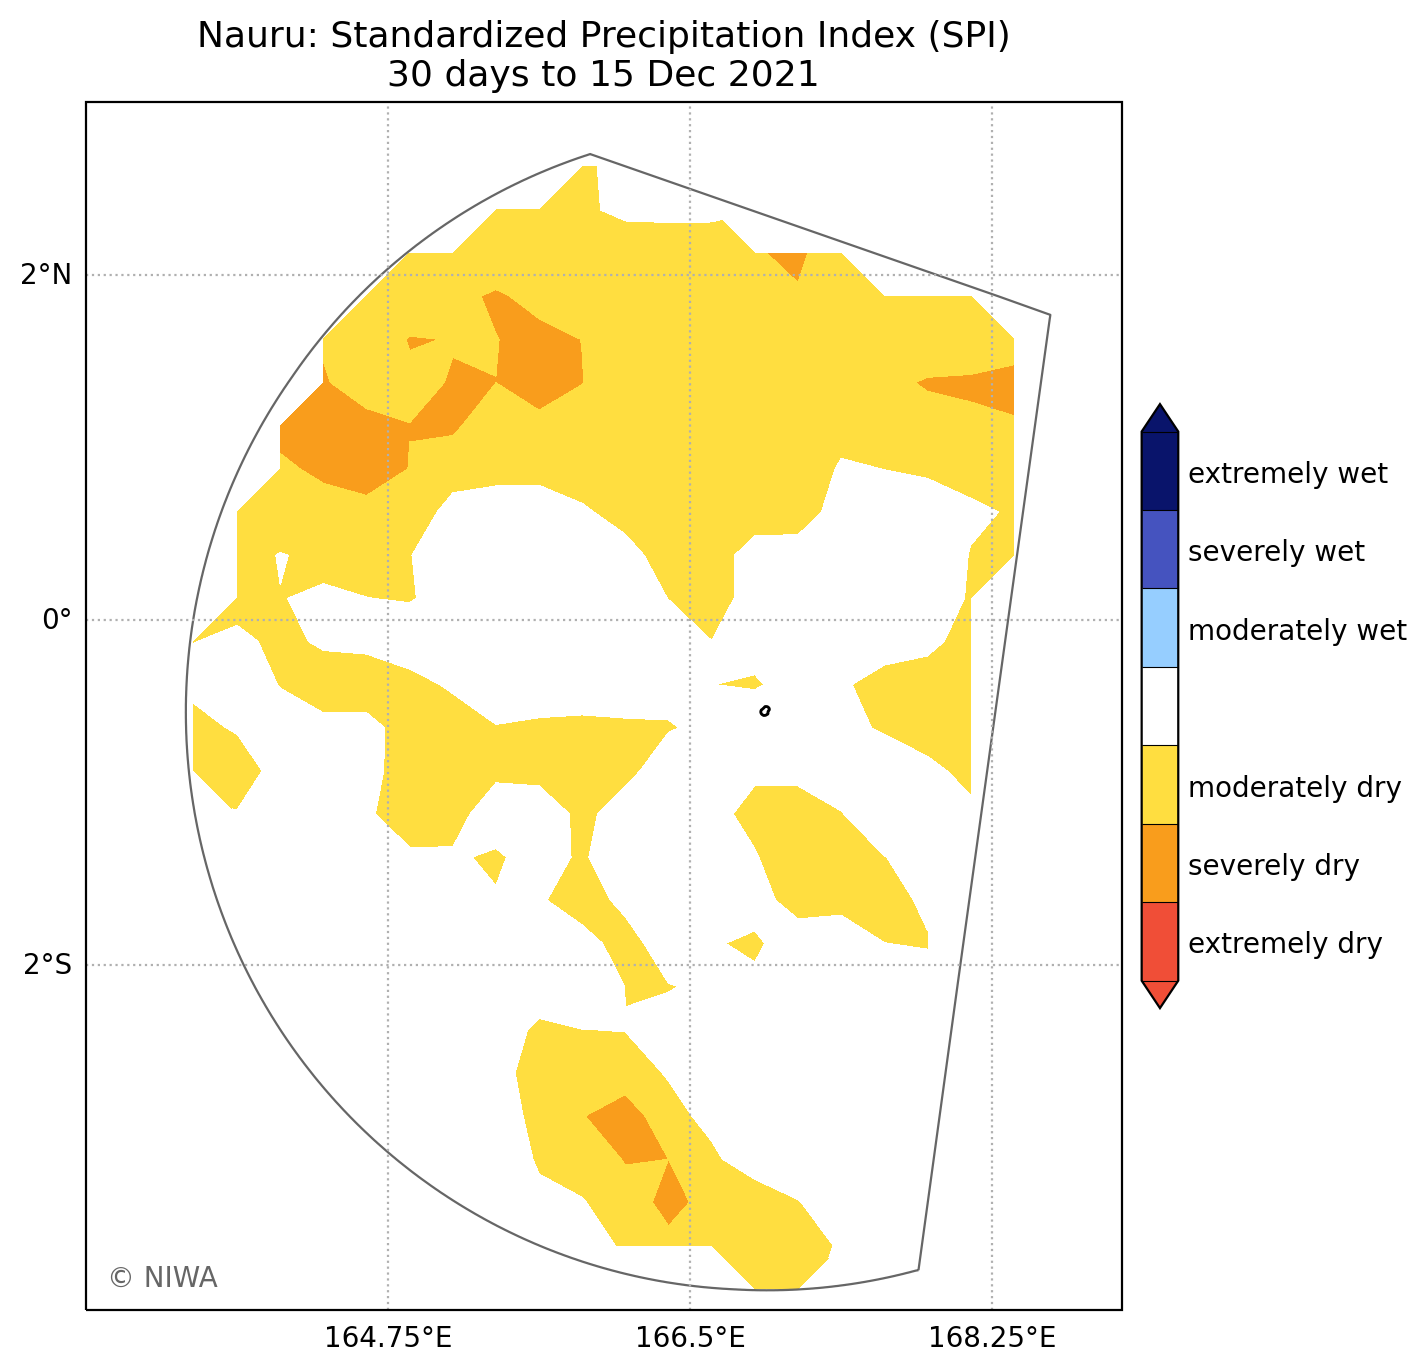 Nauru: Standardized Precipitation Index (SPI)
30 days to 15 Dec 2021
2°N
0°
2°S
164.75°E
166.5°E
168.25°E
© NIWA
extremely wet
severely wet
moderately wet
moderately dry
severely dry
extremely dry